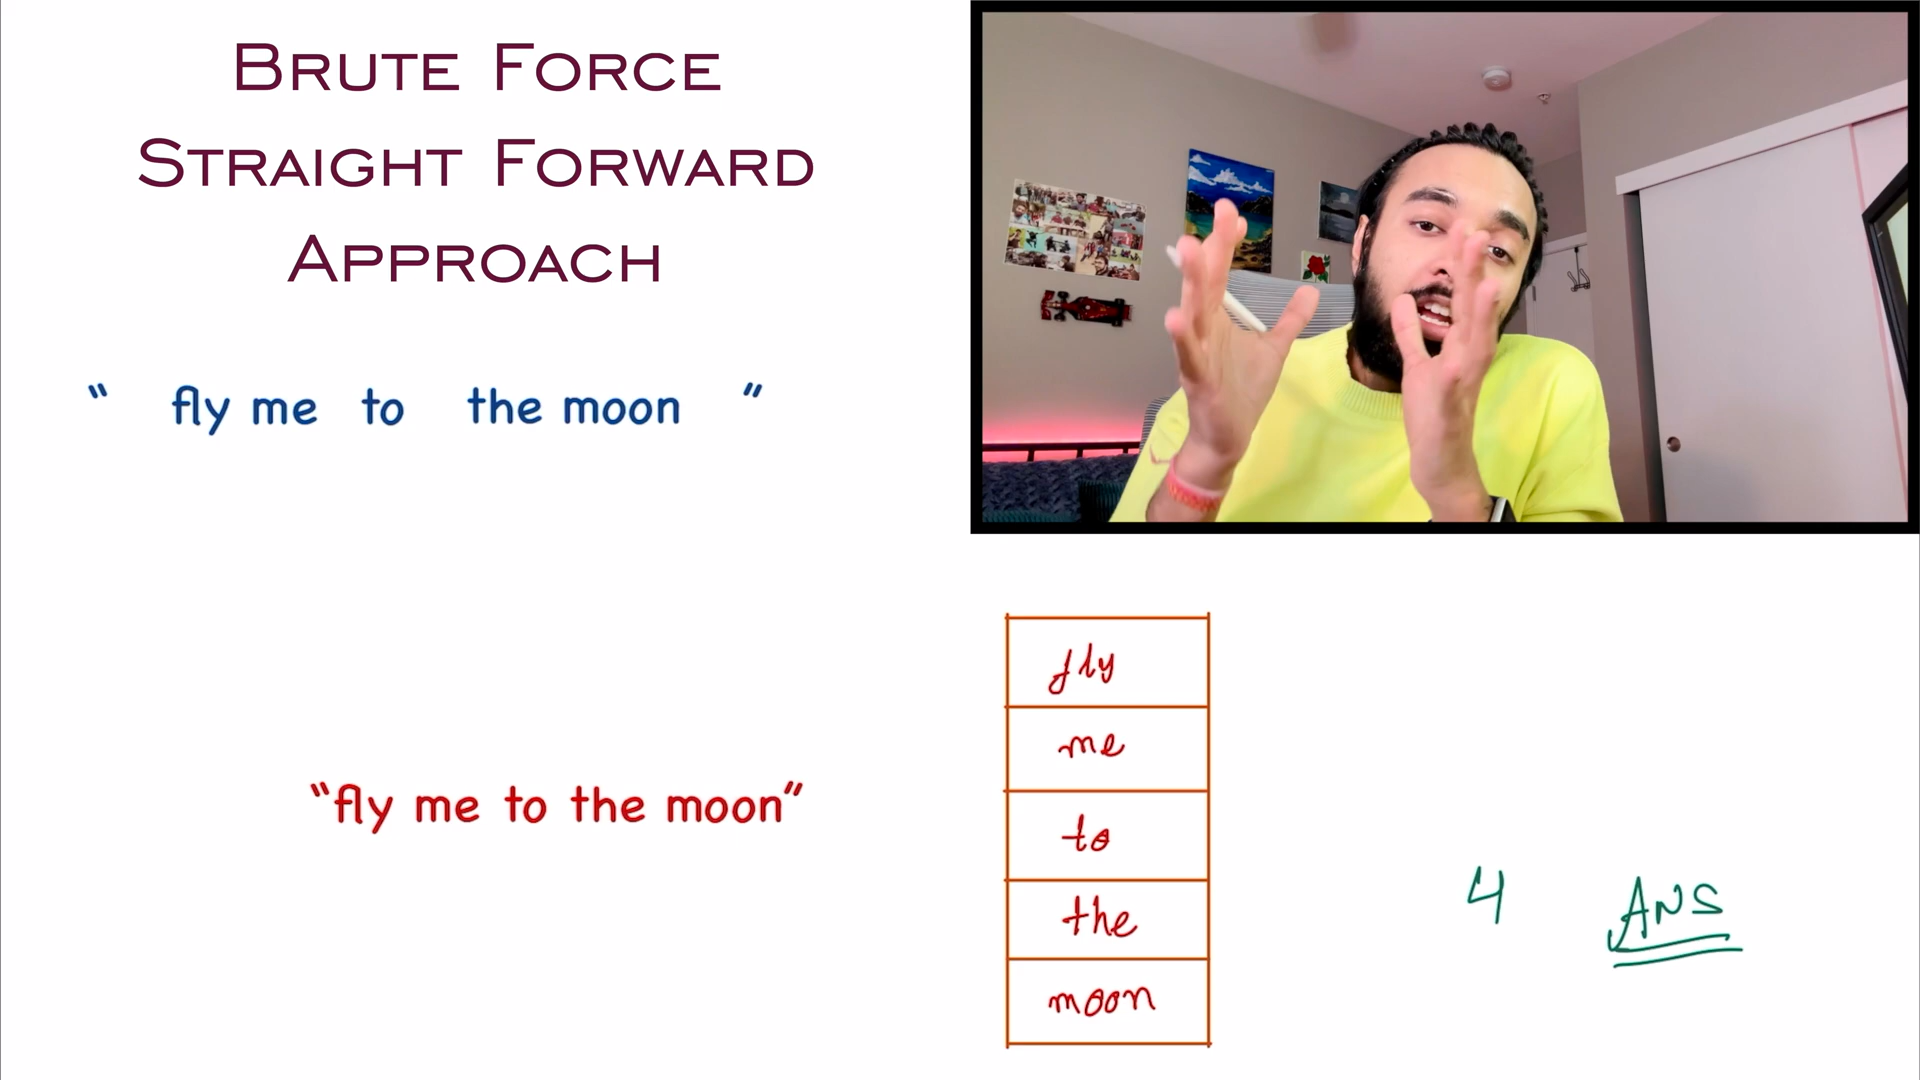 BRUTE FORCE
STRAIGHT FORWARD
APPROACH
“ fly me to the moon ”
“fly me to the moon”
fly
me
to
the
moon
4 ANS